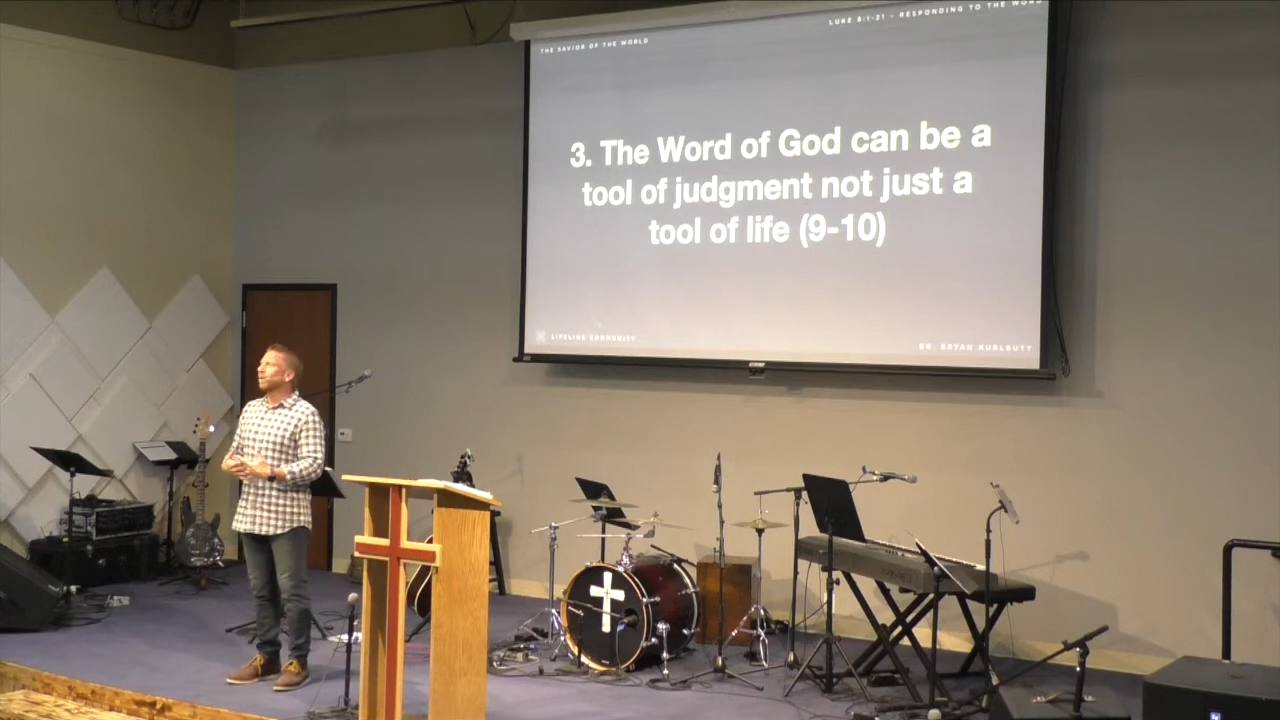 THE SAVIOR OF THE WORLD
LUKE 8:1-21 - RESPONDING TO THE WORD
3. The Word of God can be a
tool of judgment not just a
tool of life (9-10)
LIFELINE COMMUNITY
DR. BRYAN HURLBUTT